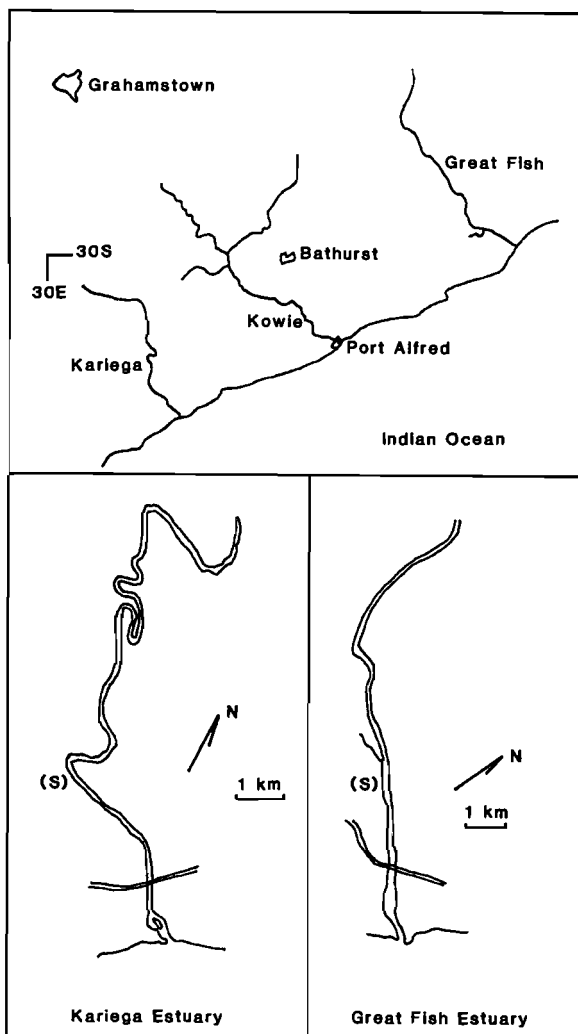 Grahamstown
Great Fish
30S
30E
Bathurst
Kowie
Port Alfred
Kariega
Indian Ocean
N
(S)
1 km
Kariega Estuary
N
(S)
1 km
Great Fish Estuary